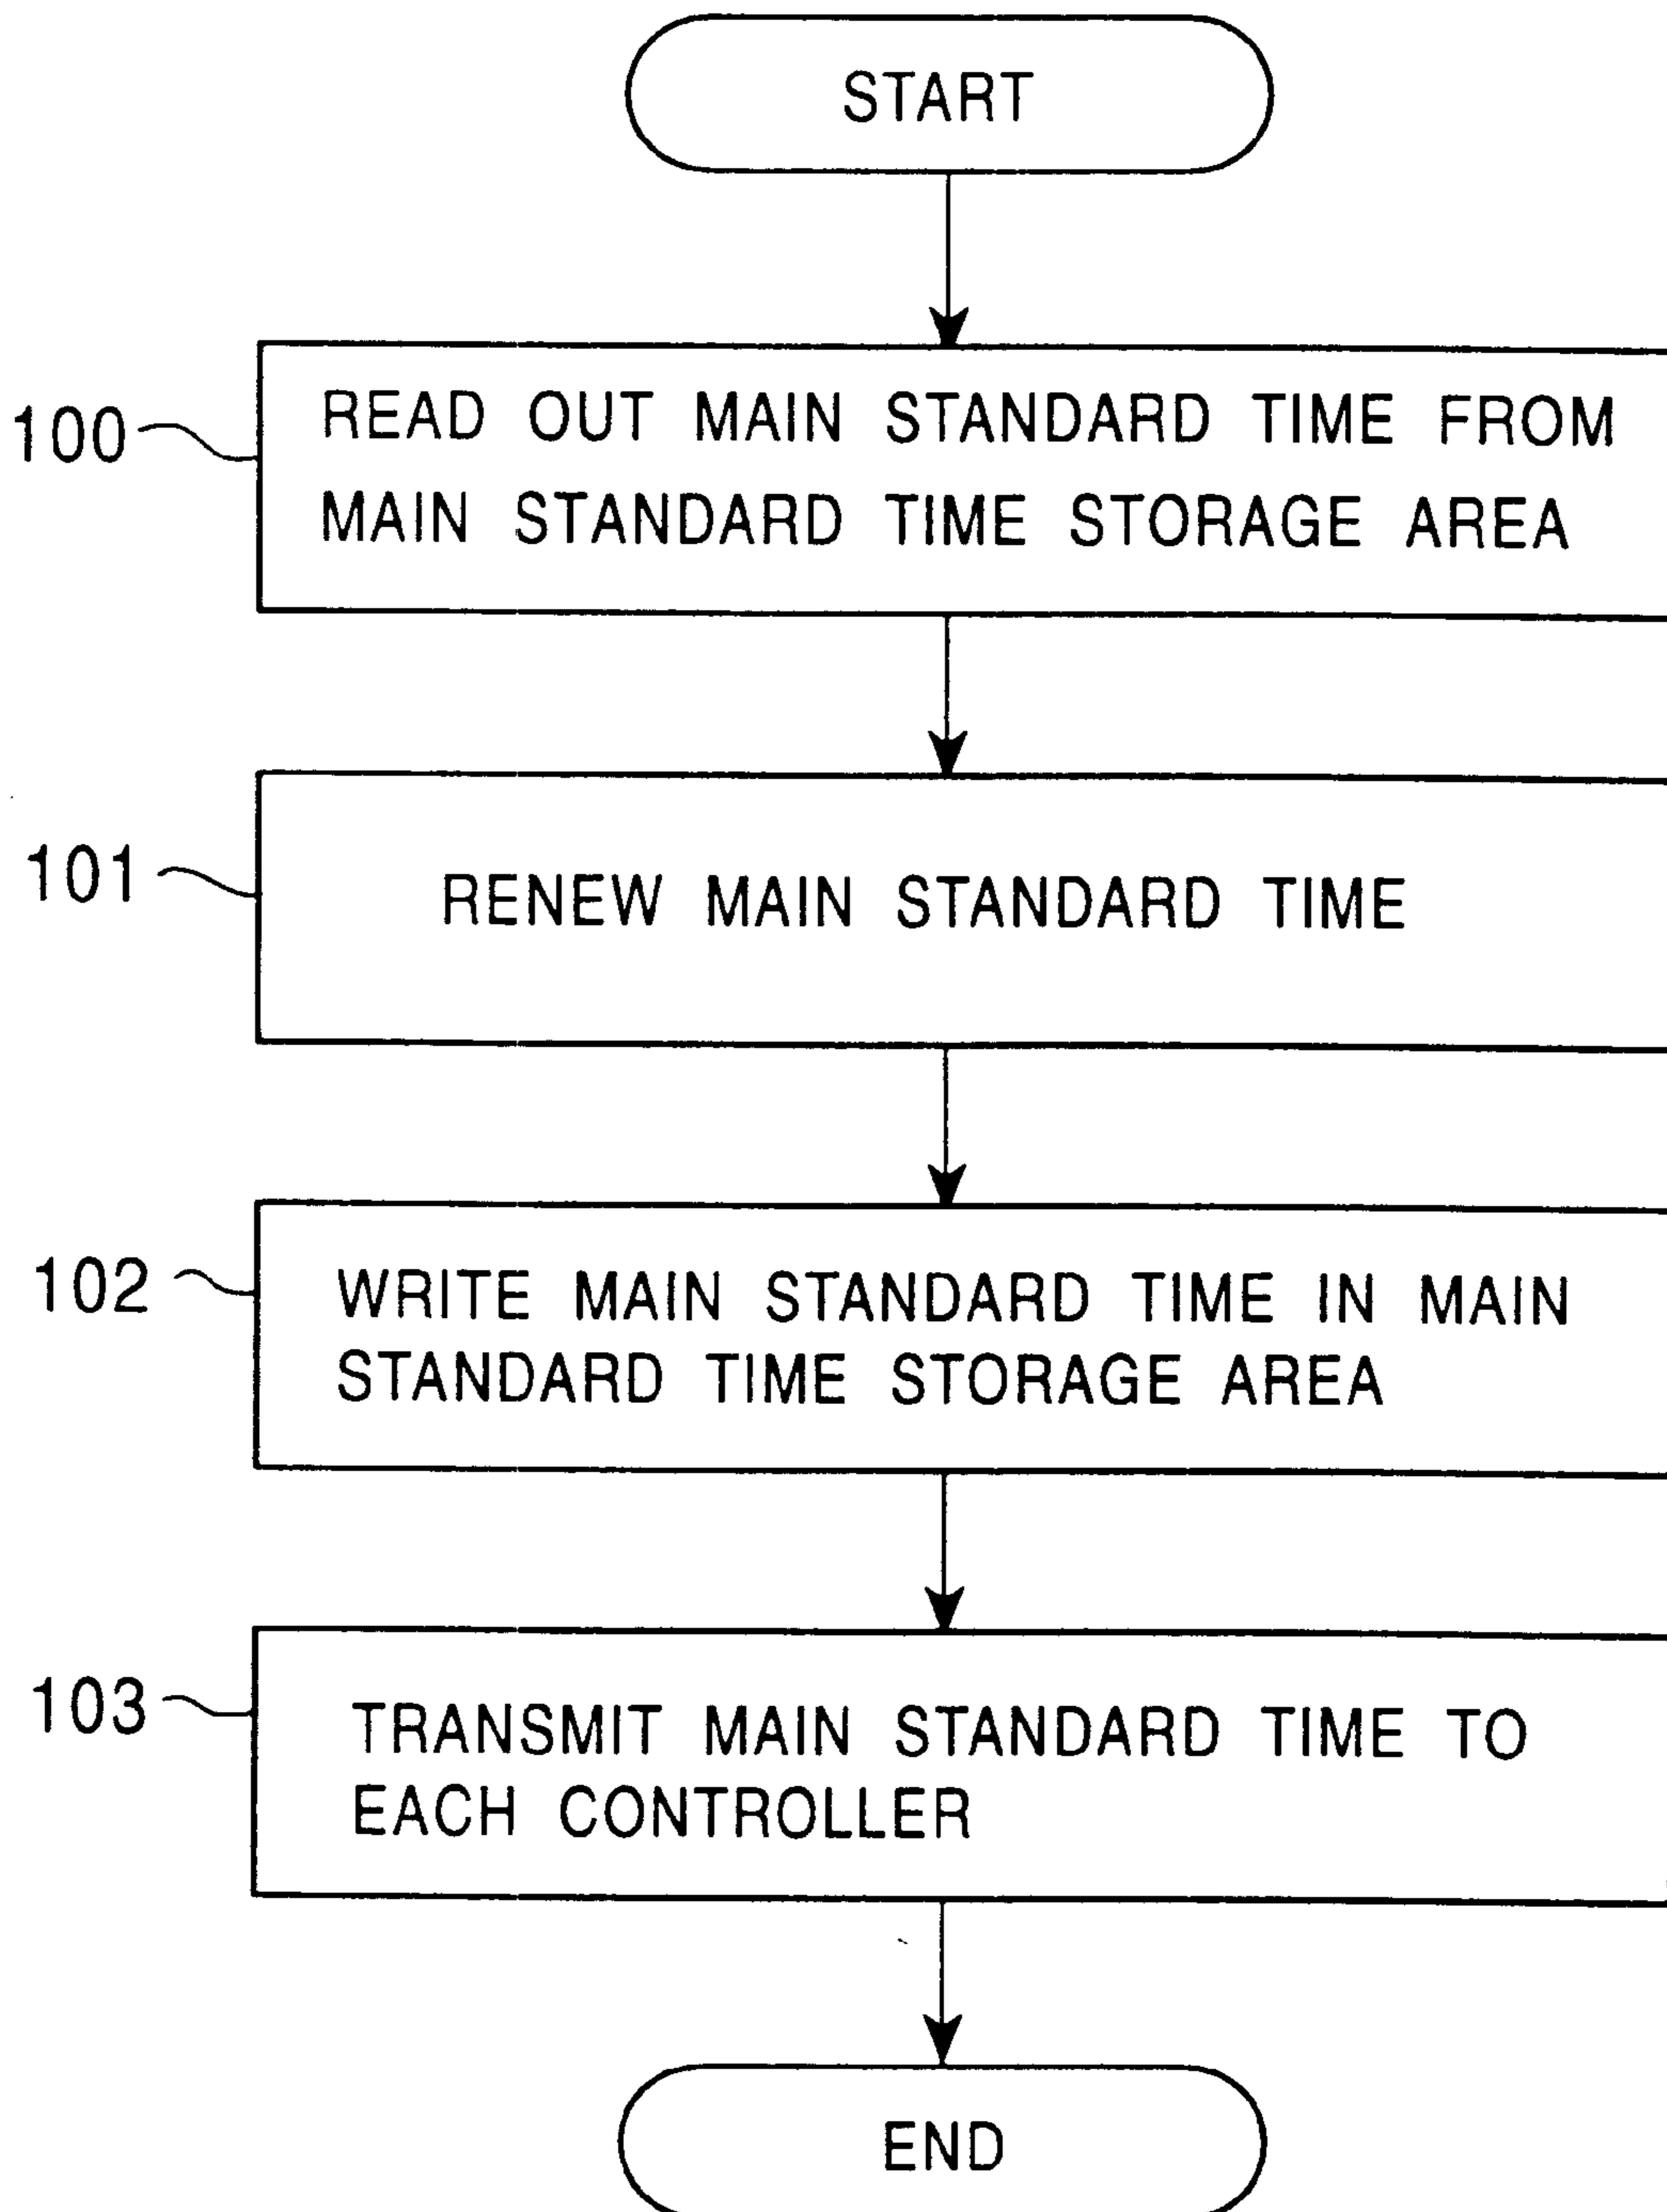 START
100
READ OUT MAIN STANDARD TIME FROM
MAIN STANDARD TIME STORAGE AREA
101
RENEW MAIN STANDARD TIME
102
WRITE MAIN STANDARD TIME IN MAIN
STANDARD TIME STORAGE AREA
103
TRANSMIT MAIN STANDARD TIME TO
EACH CONTROLLER
END